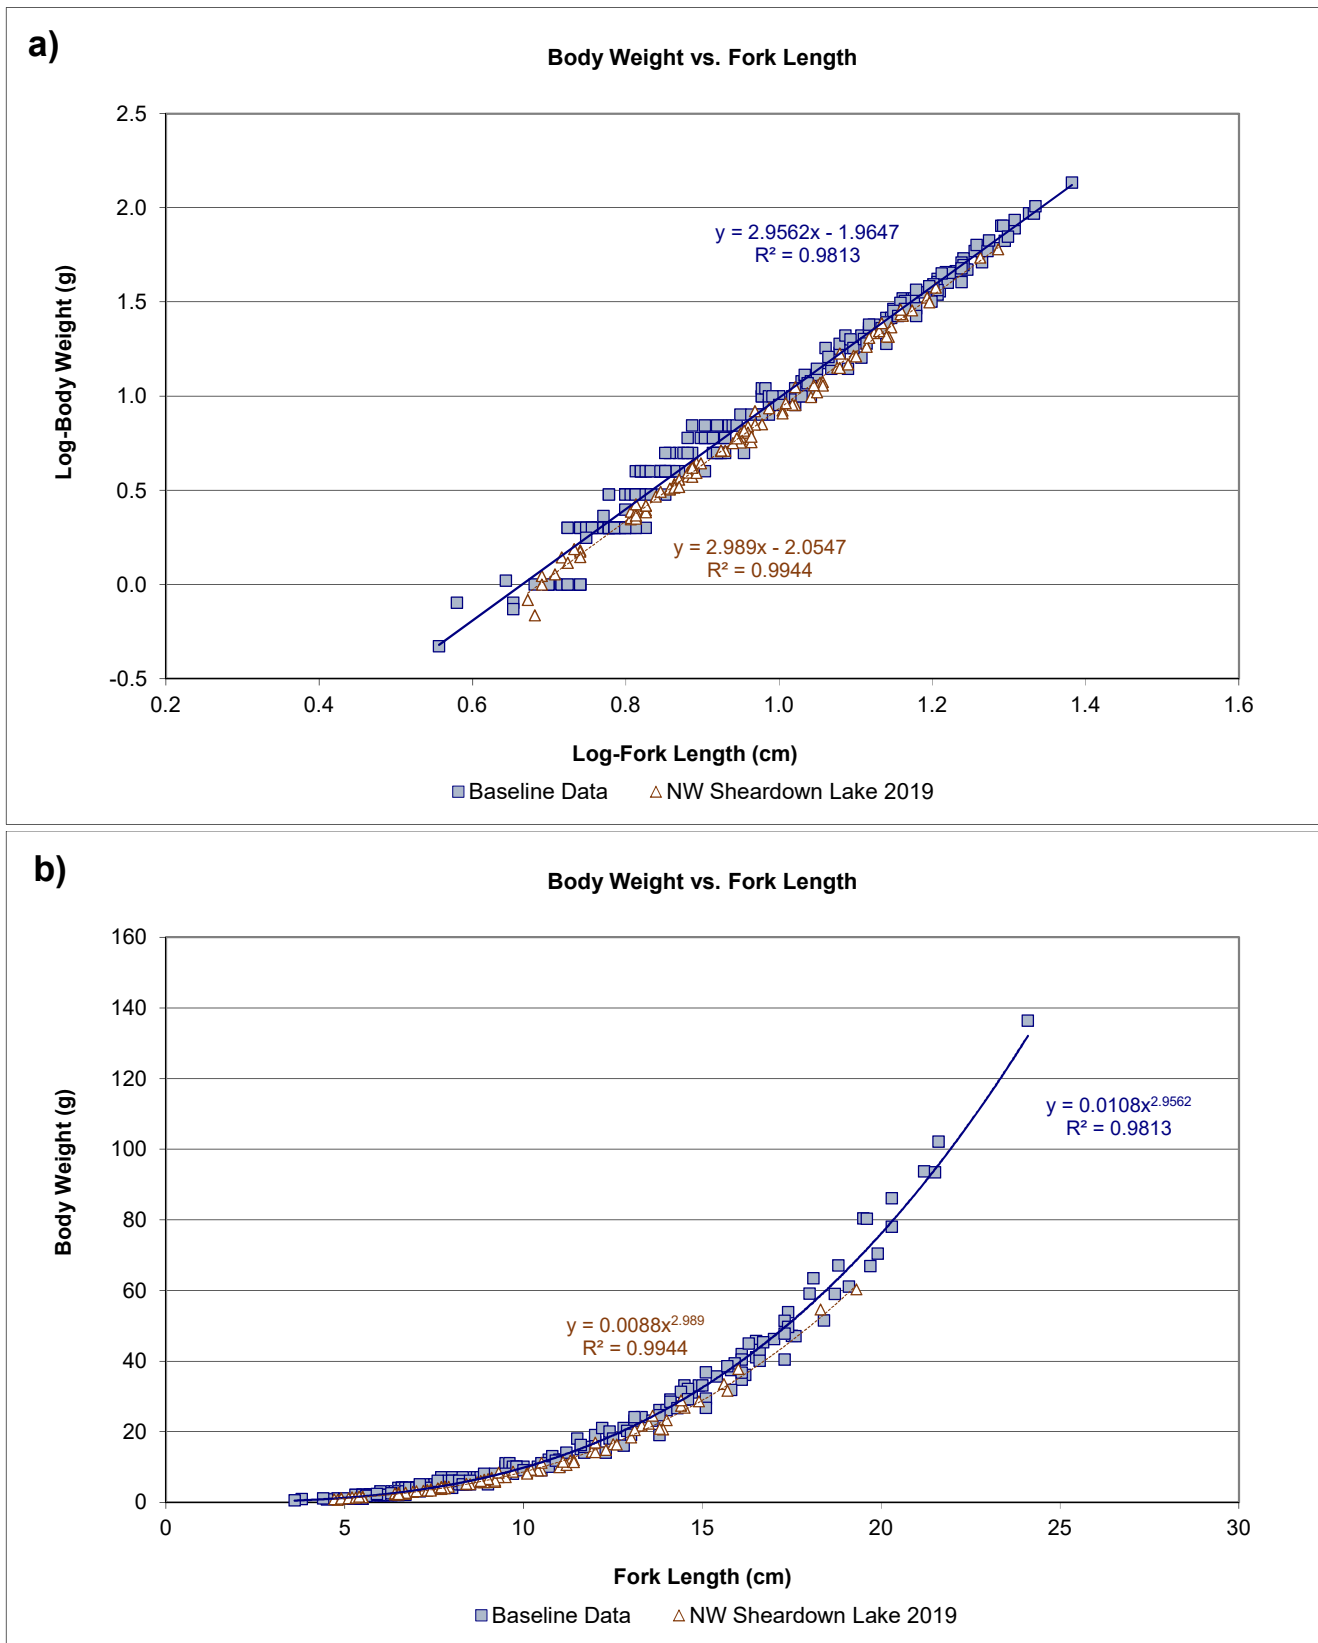 a)
Body Weight vs. Fork Length
2.5
2.0
1.5
1.0
0.5
0.0
-0.5
Log-Body Weight (g)
y = 2.9562x - 1.9647
R² = 0.9813
y = 2.989x - 2.0547
R² = 0.9944
0.2 0.4 0.6 0.8 1.0 1.2 1.4 1.6
Log-Fork Length (cm)
Baseline Data NW Sheardown Lake 2019
b)
Body Weight vs. Fork Length
160
140
120
100
80
60
40
20
0
Body Weight (g)
y = 0.0108x^2.9562
R² = 0.9813
y = 0.0088x^2.989
R² = 0.9944
0 5 10 15 20 25 30
Fork Length (cm)
Baseline Data NW Sheardown Lake 2019